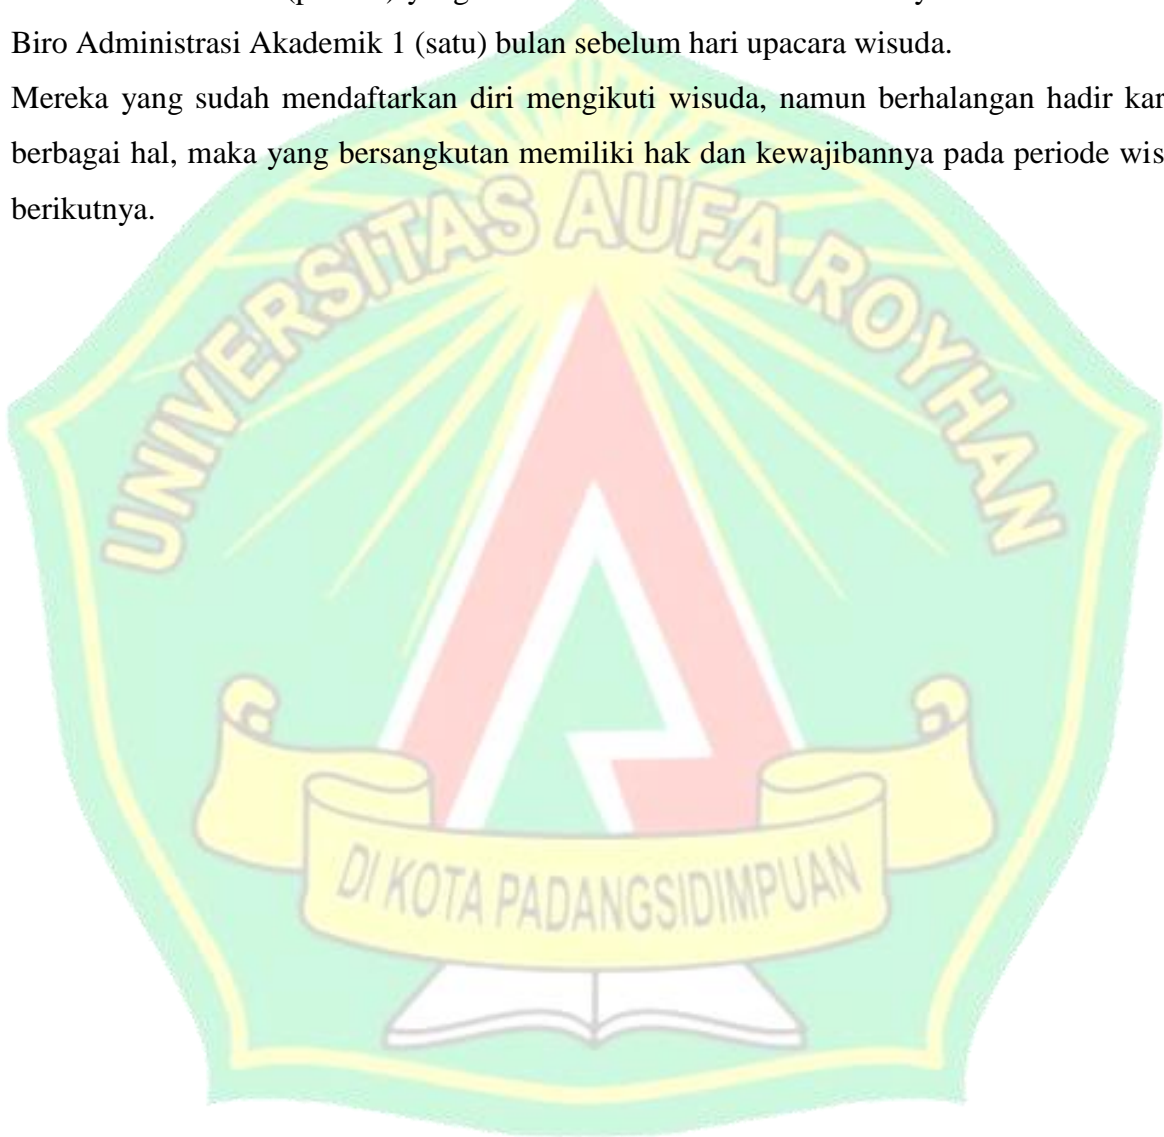 Biro Administrasi Akademik 1 (satu) bulan sebelum hari upacara wisuda.
Mereka yang sudah mendaftarkan diri mengikuti wisuda, namun berhalangan hadir kar
berbagai hal, maka yang bersangkutan memiliki hak dan kewajibannya pada periode wis
berikutnya.
UNIVERSITAS AUFA ROYHAN
DI KOTA PADANGSIDIMPUAN